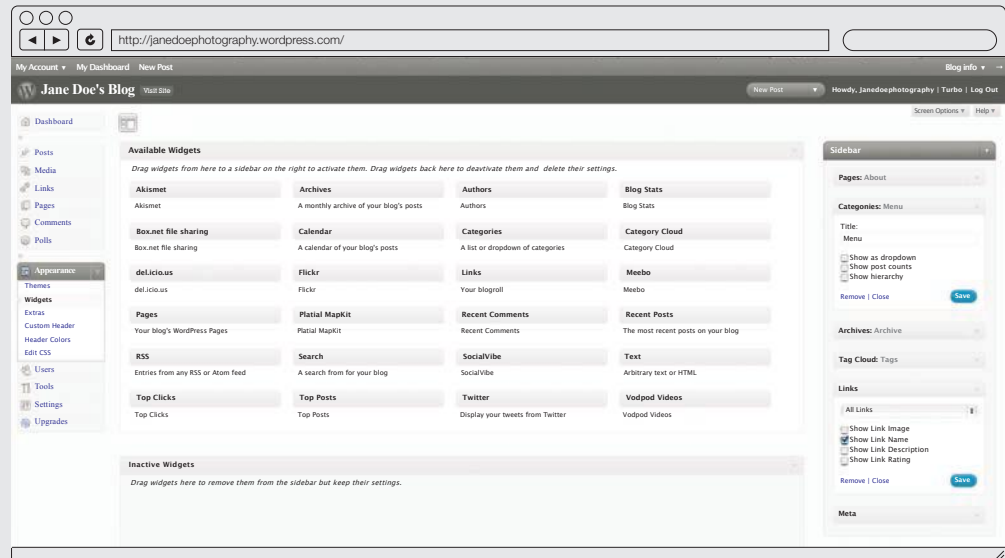 http://janedoephotography.wordpress.com/
My Account My Dashboard New Post Blog info
Jane Doe's Blog Visit Site New Post Howdy, Janedoephotography | Turbo | Log Out
Screen Options Help
Dashboard
Posts
Media
Links
Pages
Comments
Polls
Appearance
Themes
Widgets
Extras
Custom Header
Header Colors
Edit CSS
Users
Tools
Settings
Upgrades
Available Widgets
Drag widgets from here to a sidebar on the right to activate them. Drag widgets back here to deavtivate them and delete their settings.
Akismet Archives Authors Blog Stats
Akismet A monthly archive of your blog's posts Authors Blog Stats
Box.net file sharing Calendar Categories Category Cloud
Box.net file sharing A calendar of your blog's posts A list or dropdown of categories Category Cloud
del.icio.us Flickr Links Meebo
del.icio.us Flickr Your blogroll Meebo
Pages Platial MapKit Recent Comments Recent Posts
Your blog's WordPress Pages Platial MapKit Recent Comments The most recent posts on your blog
RSS Search SocialVibe Text
Entries from any RSS or Atom feed A search from for your blog SocialVibe Arbitrary text or HTML
Top Clicks Top Posts Twitter Vodpod Videos
Top Clicks Top Posts Display your tweets from Twitter Vodpod Videos
Inactive Widgets
Drag widgets here to remove them from the sidebar but keep their settings.
Sidebar
Pages: About
Categonies: Menu
Title:
Menu
Show as dropdown
Show post counts
Show hierarchy
Remove | Close Save
Archives: Archive
Tag Cloud: Tags
Links
All Links
Show Link Image
Show Link Name
Show Link Description
Show Link Rating
Remove | Close Save
Meta